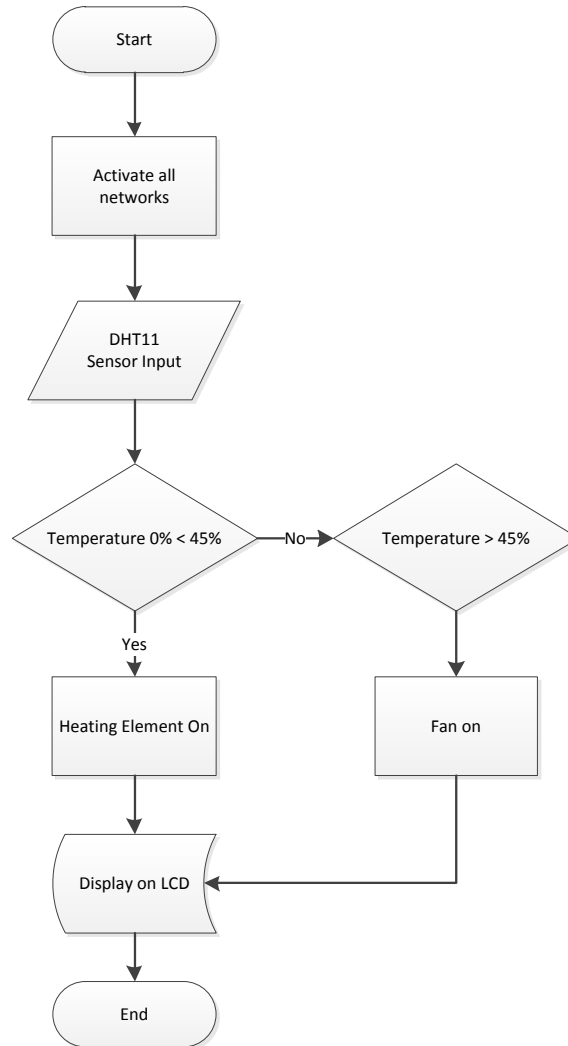 Start
Activate all
networks
DHT11
Sensor Input
Temperature 0% < 45%
No
Temperature > 45%
Yes
Heating Element On
Fan on
Display on LCD
End